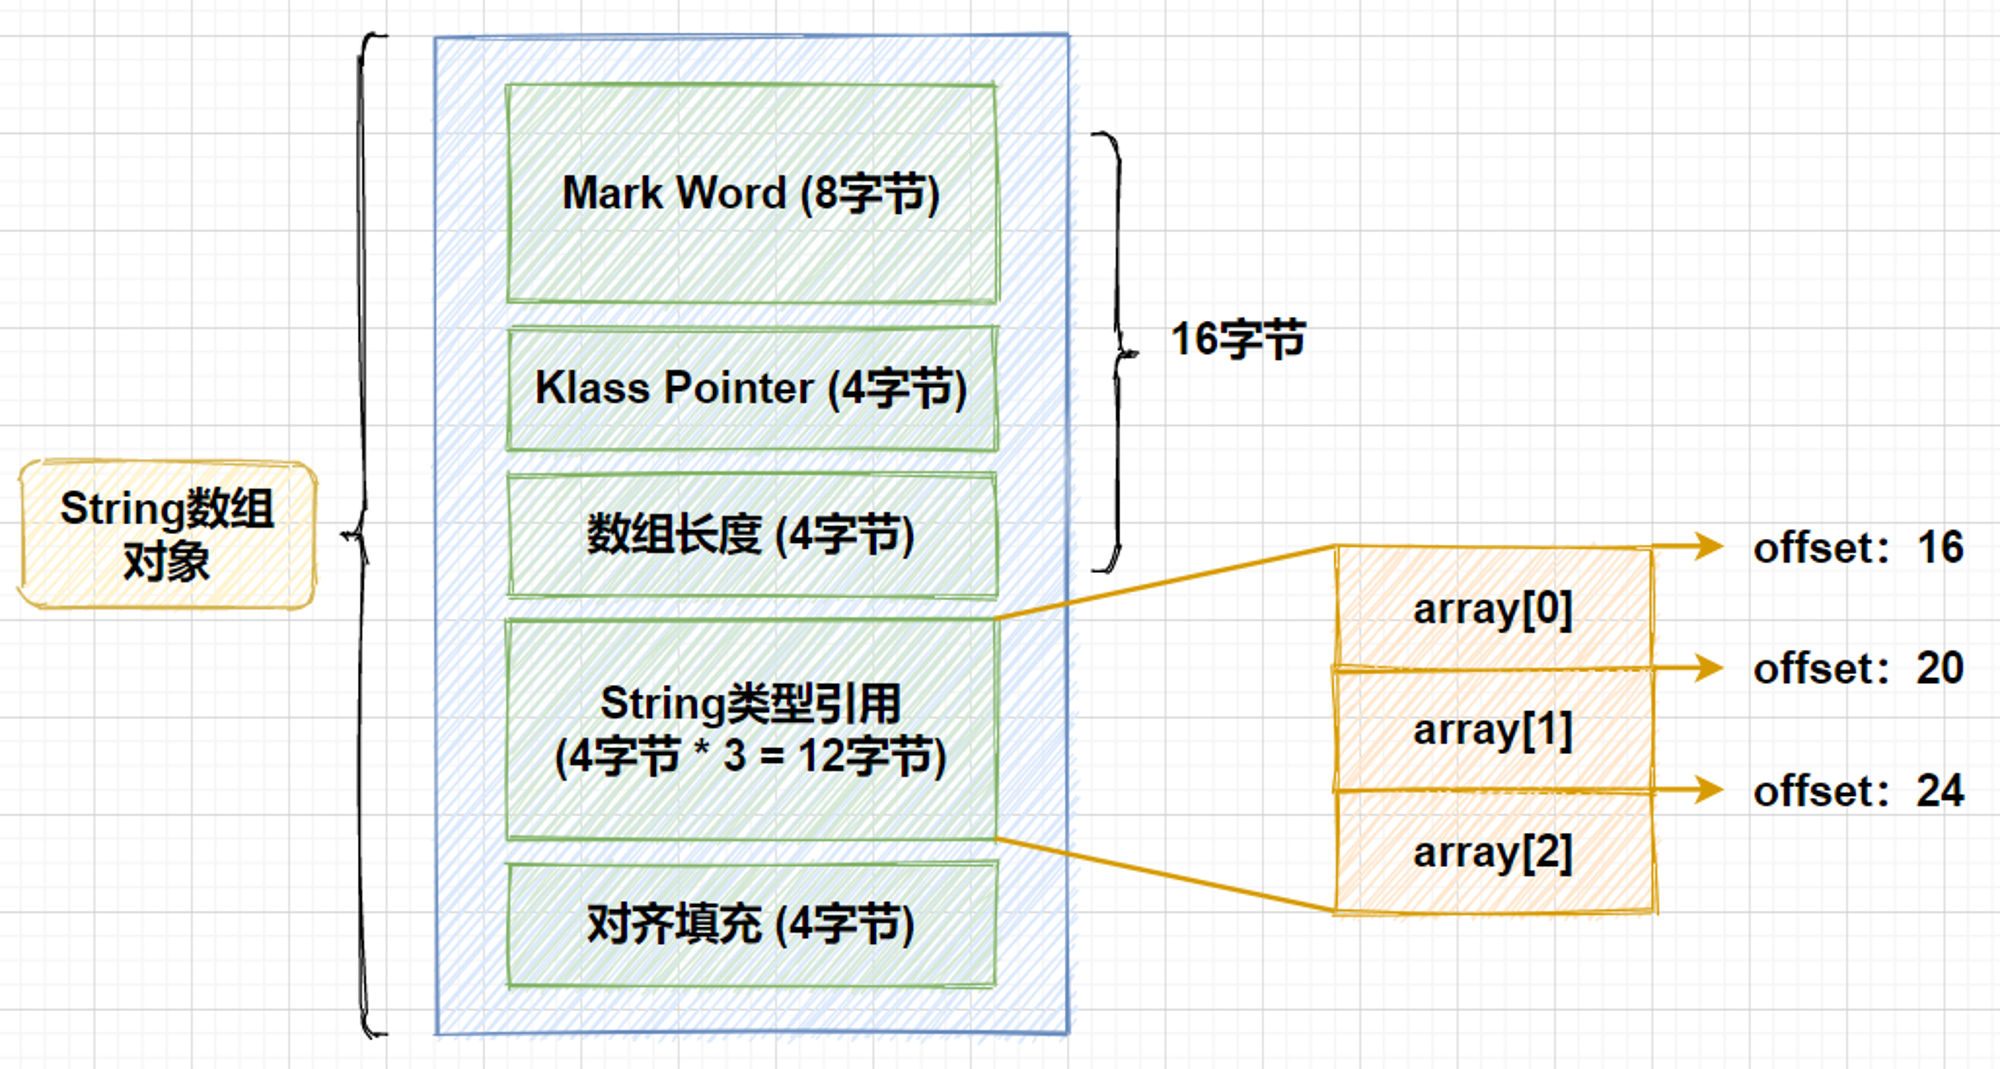 Mark Word (8字节)
Klass Pointer (4字节)
16字节
String数组
对象
数组长度 (4字节)
String类型引用
(4字节 * 3 = 12字节)
对齐填充 (4字节)
array[0]
array[1]
array[2]
offset：16
offset：20
offset：24